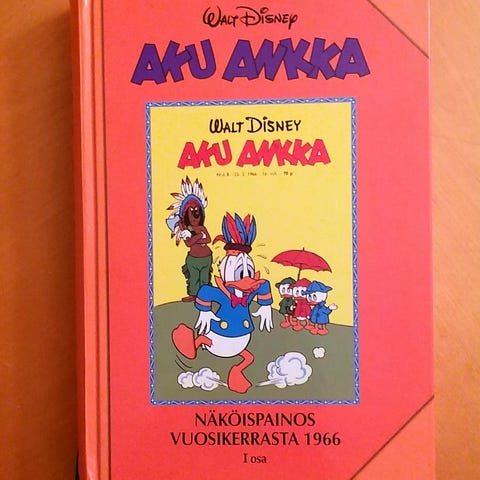 WALT DISNEY
AKU ANKKA
WALT DISNEY
AKU ANKKA
NÄKÖISPAINOS
VUOSIKERRASTA 1966
I osa